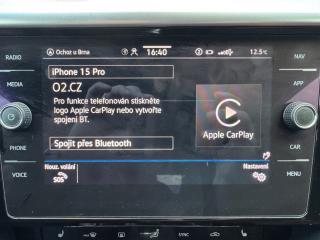 RADIO
MEDIA
PHONE
VOICE
Ochoz u Brna
16:40
12.5°C
iPhone 15 Pro
O2.CZ
Pro funkce telefonován stiskněte
logo Apple CarPlay nebo vytvořte
spojení BT.
Spojit přes Bluetooth
Apple CarPlay
Nouz. volání
SOS
Nastavení
NAV
APP
CAR
MENU